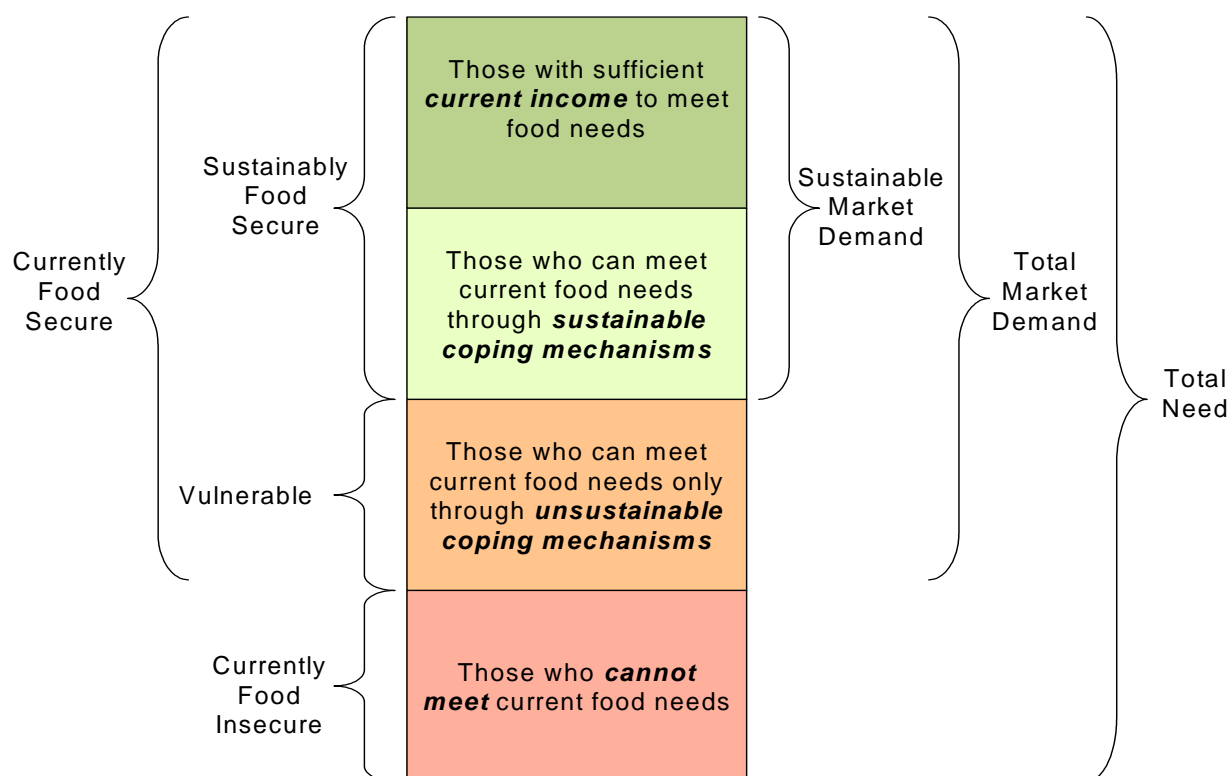 Those with sufficient
current income to meet
food needs
Sustainably
Food
Secure
Sustainable
Market
Demand
Currently
Food
Secure
Those who can meet
current food needs
through sustainable
coping mechanisms
Total
Market
Demand
Total
Need
Those who can meet
current food needs only
through unsustainable
coping mechanisms
Vulnerable
Currently
Food
Insecure
Those who cannot
meet current food needs